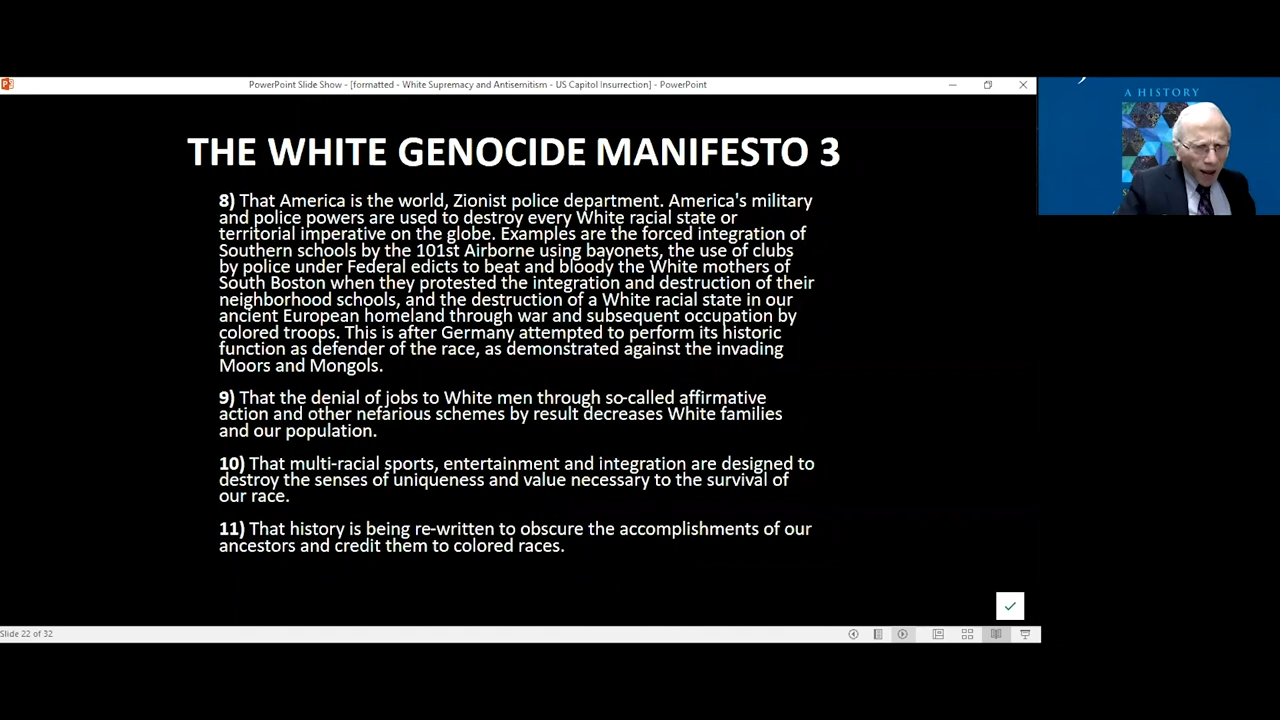 PowerPoint Slide Show - [formatted - White Supremacy and Antisemitism - US Capitol Insurrection] - PowerPoint
A HISTORY
THE WHITE GENOCIDE MANIFESTO 3
8) That America is the world, Zionist police department. America's military
and police powers are used to destroy every White racial state or
territorial imperative on the globe. Examples are the forced integration of
Southern schools by the 101st Airborne using bayonets, the use of clubs
by police under Federal edicts to beat and bloody the White mothers of
South Boston when they protested the integration and destruction of their
neighborhood schools, and the destruction of a White racial state in our
ancient European homeland through war and subsequent occupation by
colored troops. This is after Germany attempted to perform its historic
function as defender of the race, as demonstrated against the invading
Moors and Mongols.
9) That the denial of jobs to White men through so-called affirmative
action and other nefarious schemes by result decreases White families
and our population.
10) That multi-racial sports, entertainment and integration are designed to
destroy the senses of uniqueness and value necessary to the survival of
our race.
11) That history is being re-written to obscure the accomplishments of our
ancestors and credit them to colored races.
Slide 22 of 32